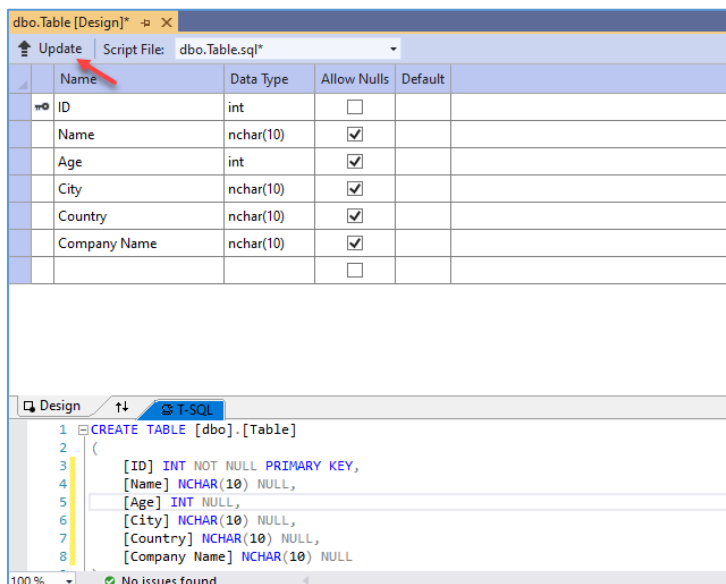 dbo.Table [Design]*
Update Script File: dbo.Table.sql*
Name Data Type Allow Nulls Default
ID int
Name nchar(10)
Age int
City nchar(10)
Country nchar(10)
Company Name nchar(10)
Design T-SQL
1 CREATE TABLE [dbo].[Table]
2 (
3 [ID] INT NOT NULL PRIMARY KEY,
4 [Name] NCHAR(10) NULL,
5 [Age] INT NULL,
6 [City] NCHAR(10) NULL,
7 [Country] NCHAR(10) NULL,
8 [Company Name] NCHAR(10) NULL
100 % No issues found